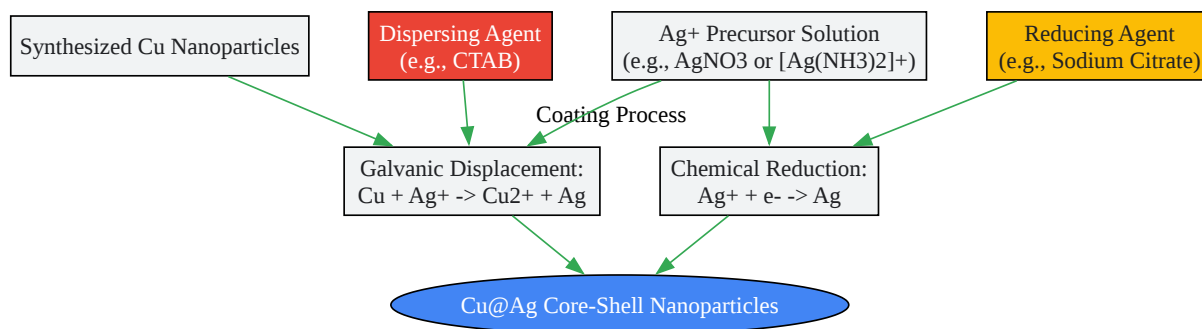 Synthesized Cu Nanoparticles
Dispersing Agent
(e.g., CTAB)
Ag+ Precursor Solution
(e.g., AgNO3 or [Ag(NH3)2]+)
Reducing Agent
(e.g., Sodium Citrate)
Coating Process
Galvanic Displacement:
Cu + Ag+ -> Cu2+ + Ag
Chemical Reduction:
Ag+ + e- -> Ag
Cu@Ag Core-Shell Nanoparticles